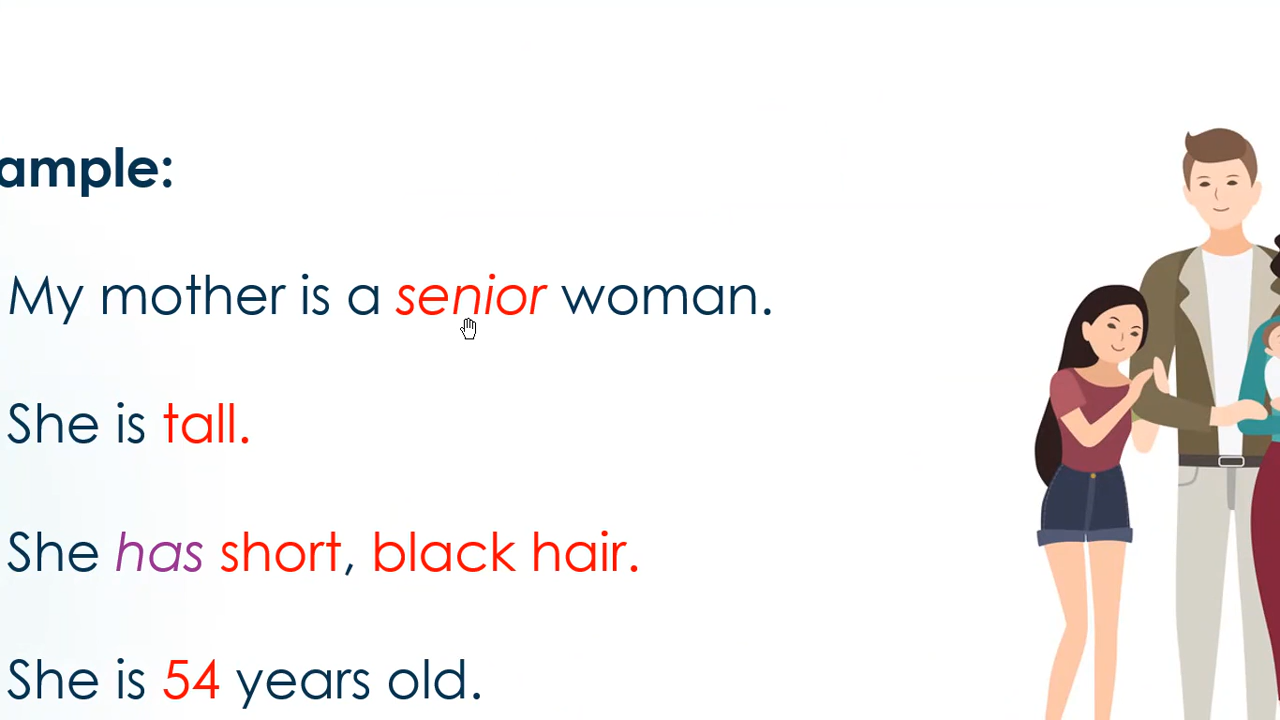 ample:
My mother is a senior woman.
She is tall.
She has short, black hair.
She is 54 years old.